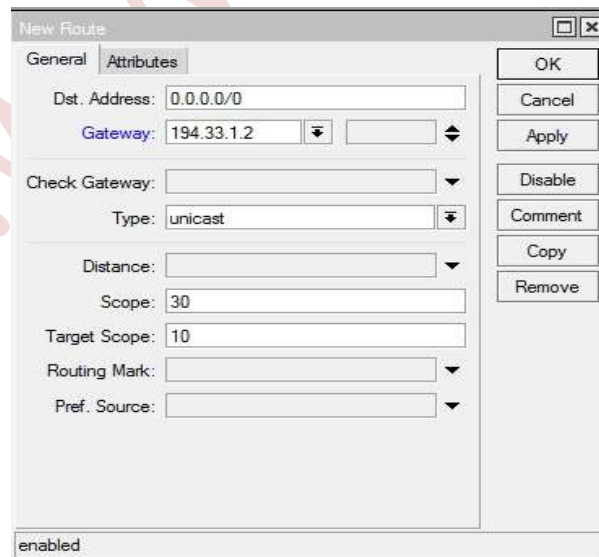 New Route
General Attributes
Dst. Address: 0.0.0.0/0
Gateway: 194.33.1.2
Check Gateway:
Type: unicast
Distance:
Scope: 30
Target Scope: 10
Routing Mark:
Pref. Source:
OK
Cancel
Apply
Disable
Comment
Copy
Remove
enabled